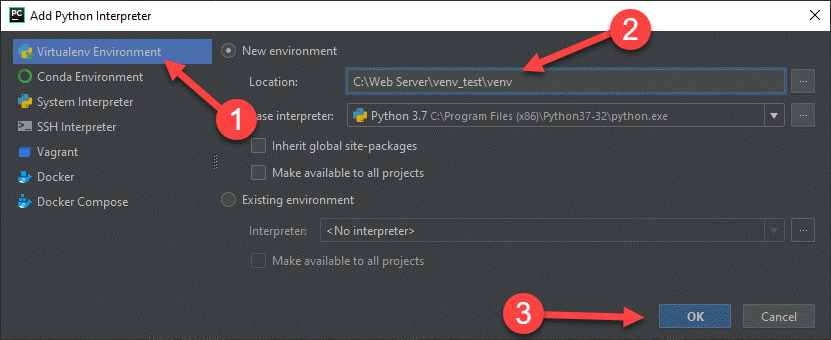 PC Add Python Interpreter
Virtualenv Environment
Conda Environment
System Interpreter
SSH Interpreter
Vagrant
Docker
Docker Compose
1
New environment
2
Location: C:\Web Server\venv_test\venv ...
ase interpreter: Python 3.7 C:\Program Files (x86)\Python37-32\python.exe ...
Inherit global site-packages
Make available to all projects
Existing environment
Interpreter: <No interpreter> ...
Make available to all projects
3
OK Cancel